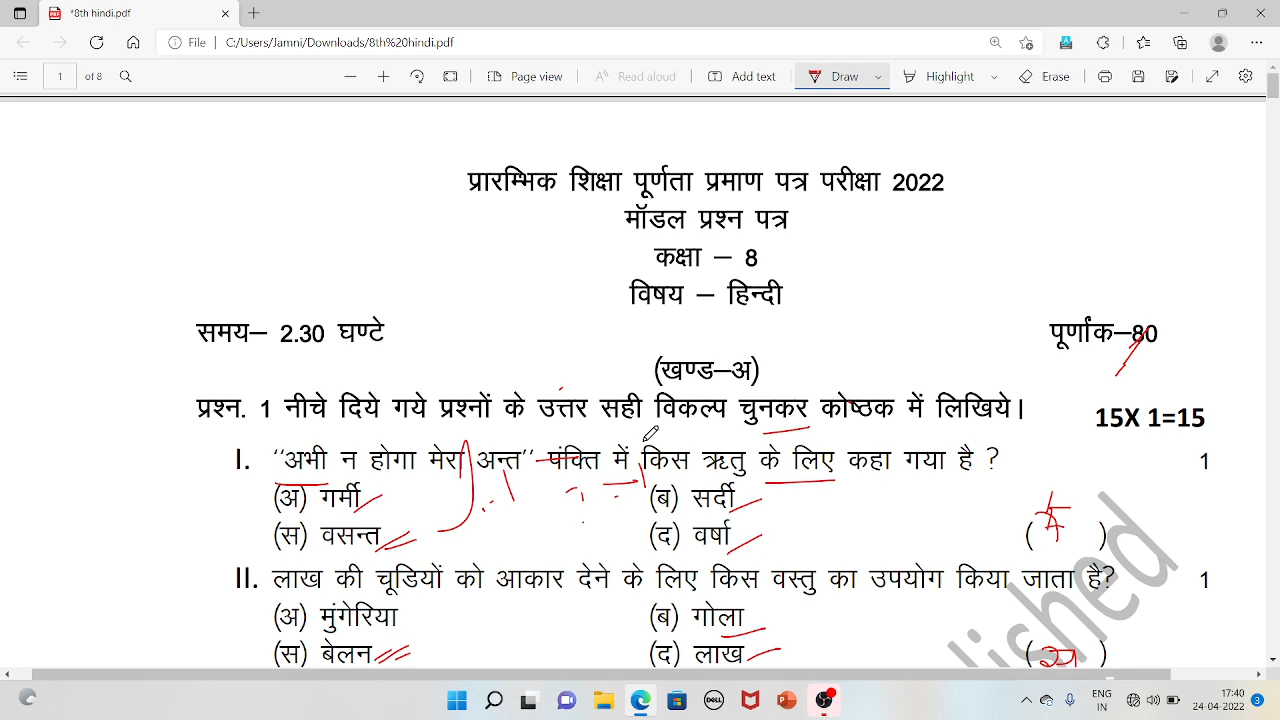 *8th hindi.pdf
File C:/Users/Jamni/Downloads/8th%20hindi.pdf
1 of 8 Page view Read aloud Add text Draw Highlight Erase
प्रारम्भिक शिक्षा पूर्णता प्रमाण पत्र परीक्षा 2022
मॉडल प्रश्न पत्र
कक्षा – 8
विषय – हिन्दी
समय– 2.30 घण्टे पूर्णांक–80
(खण्ड–अ)
प्रश्न. 1 नीचे दिये गये प्रश्नों के उत्तर सही विकल्प चुनकर कोष्ठक में लिखिये। 15X 1=15
I. "अभी न होगा मेरा अन्त" पंक्ति में किस ऋतु के लिए कहा गया है ? 1
(अ) गर्मी (ब) सर्दी
(स) वसन्त (द) वर्षा ( )
II. लाख की चूडियों को आकार देने के लिए किस वस्तु का उपयोग किया जाता है? 1
(अ) मुंगेरिया (ब) गोला
(स) बेलन (द) लाख (स)
lished
DELL
ENG
IN
17:40
24-04-2022
3